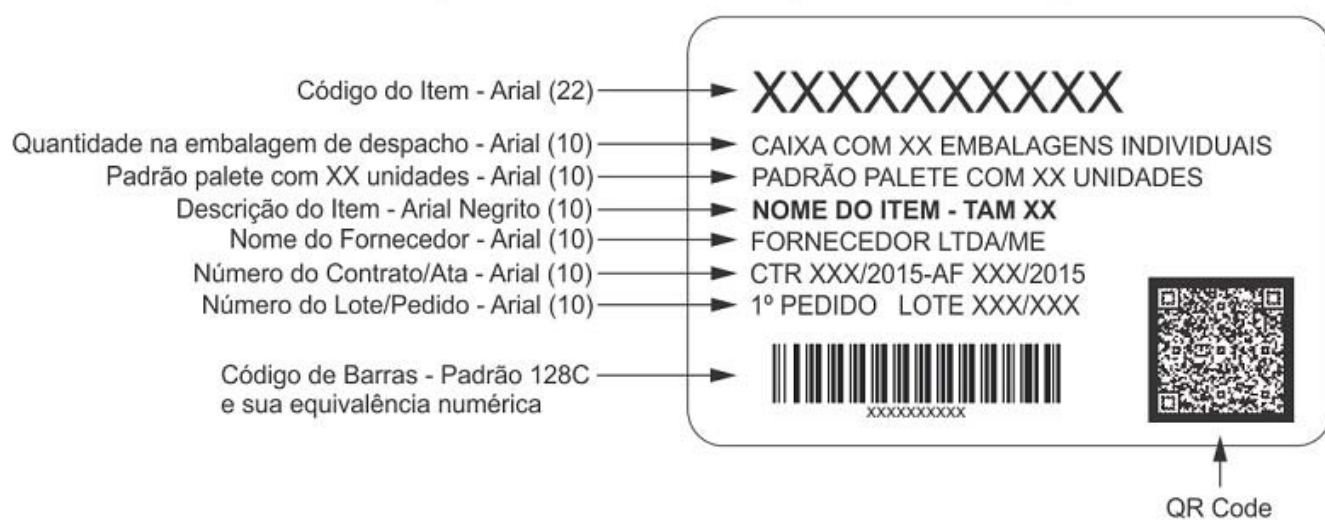 Código do Item - Arial (22)
XXXXXXXXXX
Quantidade na embalagem de despacho - Arial (10)
CAIXA COM XX EMBALAGENS INDIVIDUAIS
Padrão palete com XX unidades - Arial (10)
PADRÃO PALETE COM XX UNIDADES
Descrição do Item - Arial Negrito (10)
NOME DO ITEM - TAM XX
Nome do Fornecedor - Arial (10)
FORNECEDOR LTDA/ME
Número do Contrato/Ata - Arial (10)
CTR XXX/2015-AF XXX/2015
Número do Lote/Pedido - Arial (10)
1º PEDIDO LOTE XXX/XXX
Código de Barras - Padrão 128C
e sua equivalência numérica
XXXXXXXXXX
QR Code